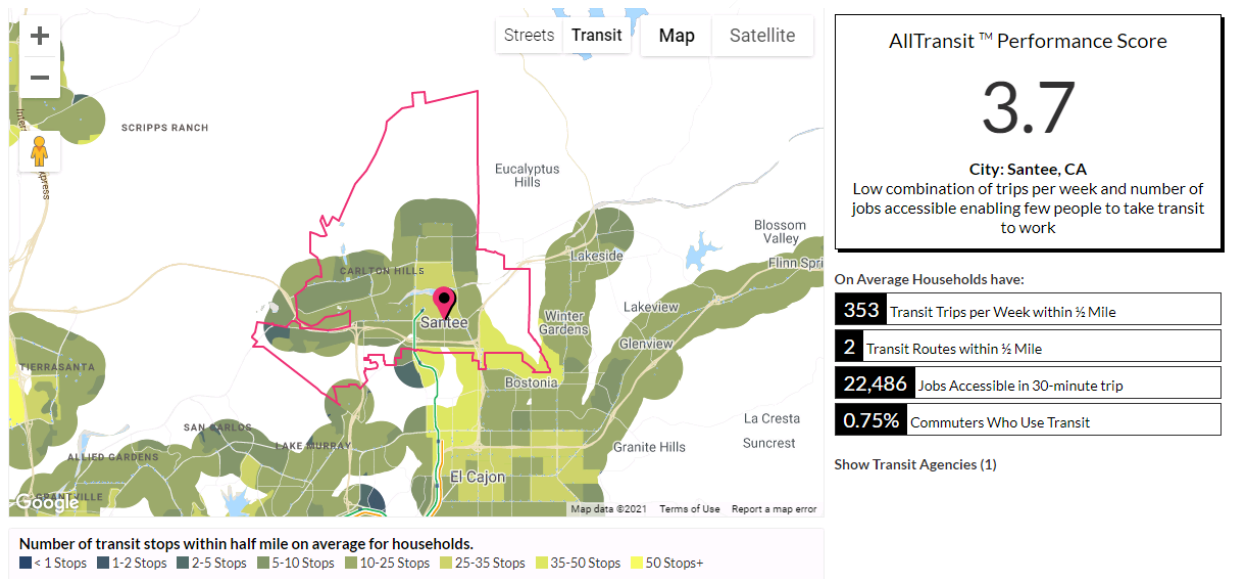 Streets
Transit
Map
Satellite
SCRIPPS RANCH
Eucalyptus
Hills
Blossom
Valley
Flinn Spri
Lakeside
CARLTON HILLS
Santee
Lakeview
Winter
Gardens
Glenview
TIERRASANTA
Bostonia
La Cresta
Suncrest
SAN CARLOS
LAKE MURRAY
ALLIED GARDENS
Granite Hills
El Cajon
GRANTVILLE
Google
Map data ©2021
Terms of Use
Report a map error
Number of transit stops within half mile on average for households.
< 1 Stops
1-2 Stops
2-5 Stops
5-10 Stops
10-25 Stops
25-35 Stops
35-50 Stops
50 Stops+
AllTransit ™ Performance Score
3.7
City: Santee, CA
Low combination of trips per week and number of
jobs accessible enabling few people to take transit
to work
On Average Households have:
353 Transit Trips per Week within ½ Mile
2 Transit Routes within ½ Mile
22,486 Jobs Accessible in 30-minute trip
0.75% Commuters Who Use Transit
Show Transit Agencies (1)